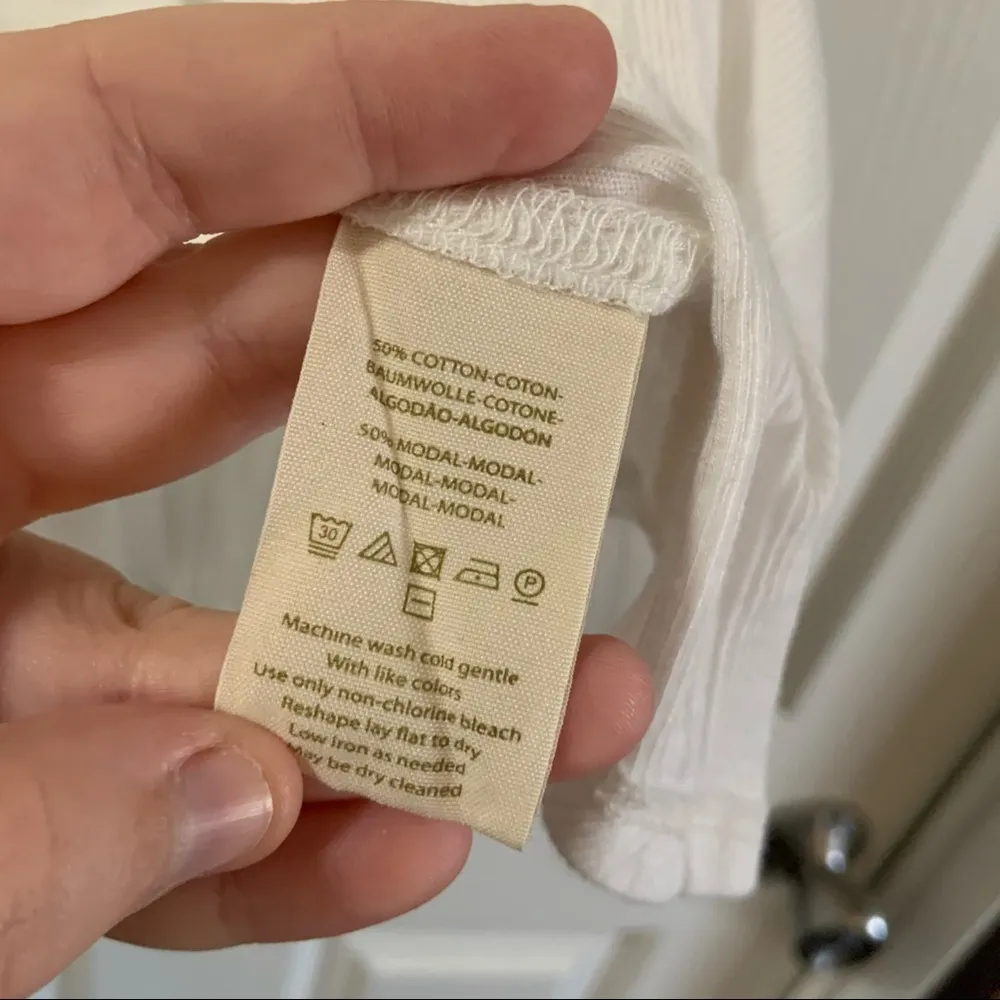 50% COTTON-COTON-
BAUMWOLLE-COTONE-
ALGODÃO-ALGODÓN
50% MODAL-MODAL-
MODAL-MODAL-
MODAL-MODAL
30
P
Machine wash cold gentle
With like colors
Use only non-chlorine bleach
Reshape lay flat to dry
Low iron as needed
May be dry cleaned